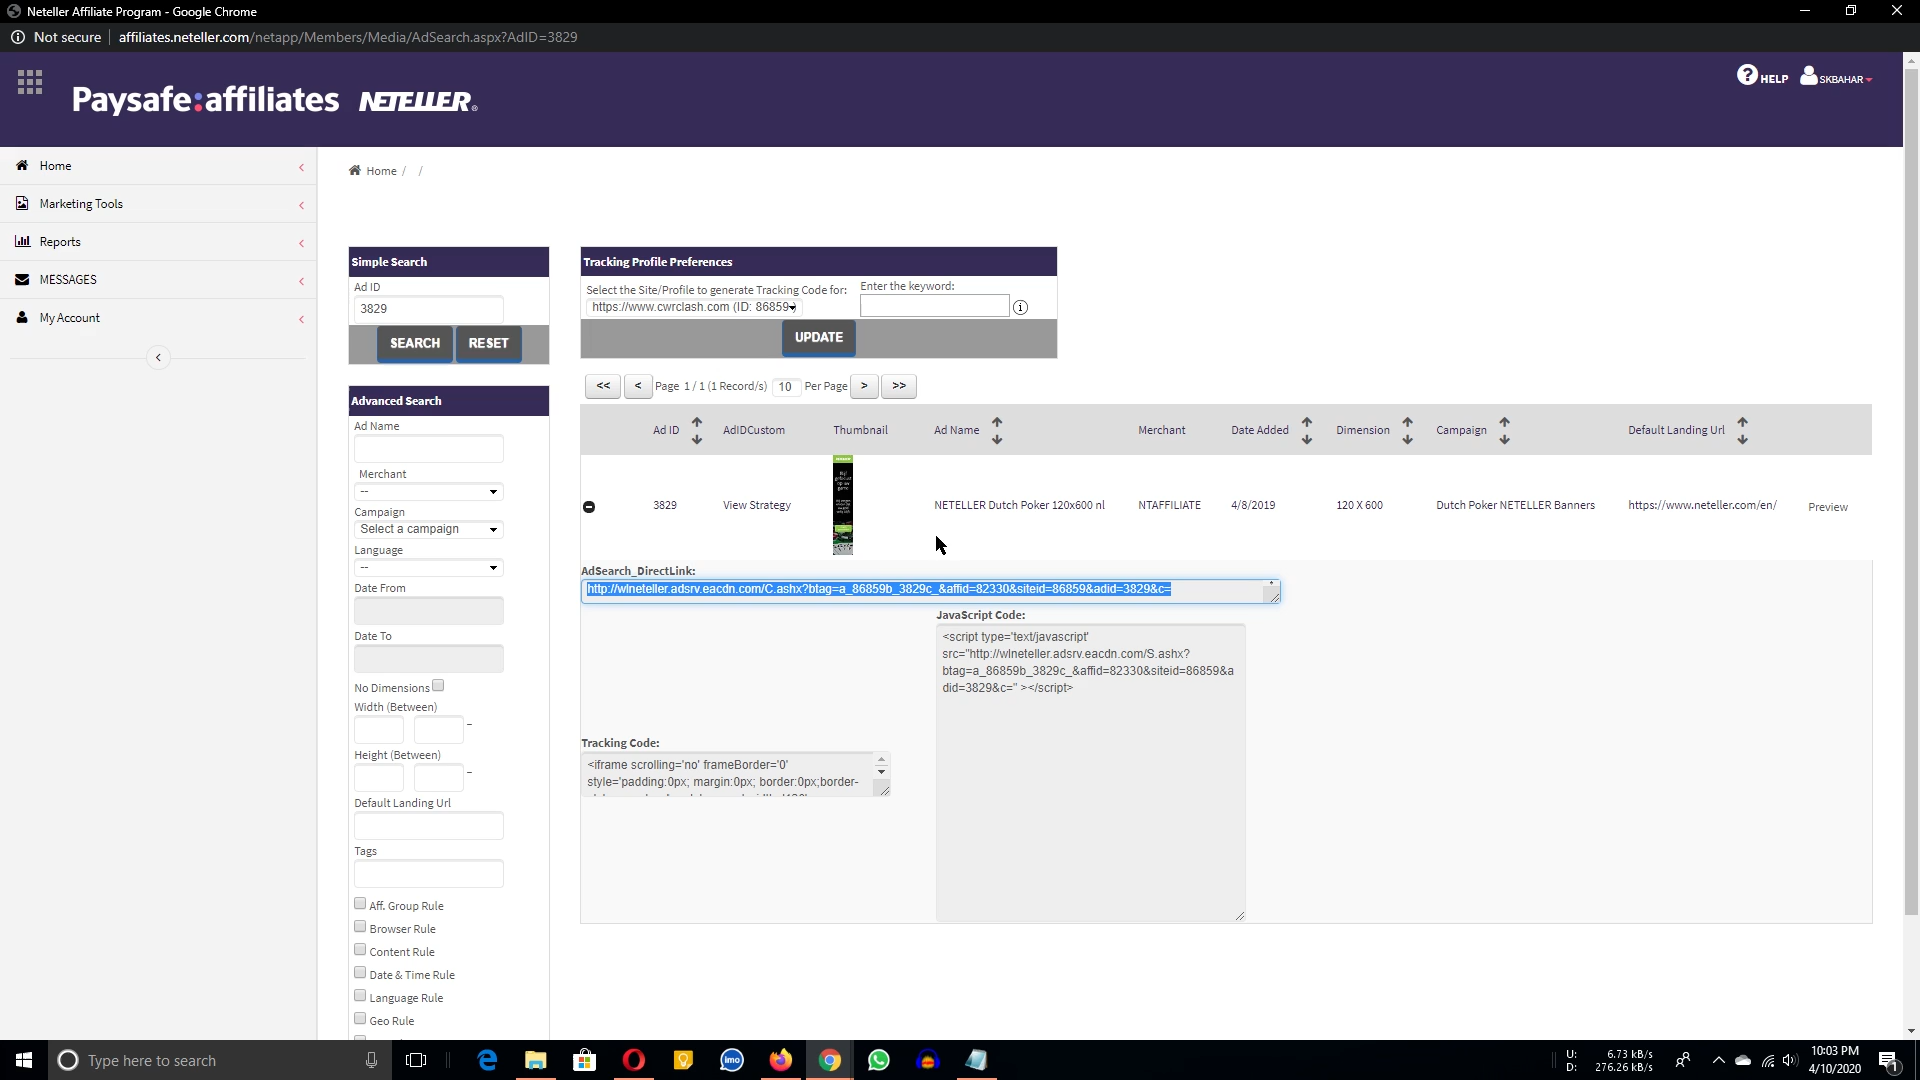 Neteller Affiliate Program - Google Chrome
Not secure | affiliates.neteller.com/netapp/Members/Media/AdSearch.aspx?AdID=3829
Paysafe:affiliates NETELLER®
HELP SKBAHAR
Home
Marketing Tools
Reports
MESSAGES
My Account
Home / /
Simple Search
Ad ID
3829
SEARCH RESET
Tracking Profile Preferences
Select the Site/Profile to generate Tracking Code for: Enter the keyword:
https://www.cwrclash.com (ID: 86859
UPDATE
<< < Page 1 / 1 (1 Record/s) 10 Per Page > >>
Advanced Search
Ad Name
Merchant
--
Campaign
Select a campaign
Language
--
Date From
Date To
No Dimensions
Width (Between)
-
Height (Between)
-
Default Landing Url
Tags
Aff. Group Rule
Browser Rule
Content Rule
Date & Time Rule
Language Rule
Geo Rule
Ad ID AdIDCustom Thumbnail Ad Name Merchant Date Added Dimension Campaign Default Landing Url
3829 View Strategy NETELLER Dutch Poker 120x600 nl NTAFFILIATE 4/8/2019 120 X 600 Dutch Poker NETELLER Banners https://www.neteller.com/en/ Preview
AdSearch_DirectLink:
http://wlneteller.adsrv.eacdn.com/C.ashx?btag=a_86859b_3829c_&affid=82330&siteid=86859&adid=3829&c=
JavaScript Code:
<script type='text/javascript'
src="http://wlneteller.adsrv.eacdn.com/S.ashx?
btag=a_86859b_3829c_&affid=82330&siteid=86859&a
did=3829&c=" ></script>
Tracking Code:
<iframe scrolling='no' frameBorder='0'
style='padding:0px; margin:0px; border:0px;border-
Type here to search
imo
U: 6.73 kB/s
D: 276.26 kB/s
10:03 PM
4/10/2020
1